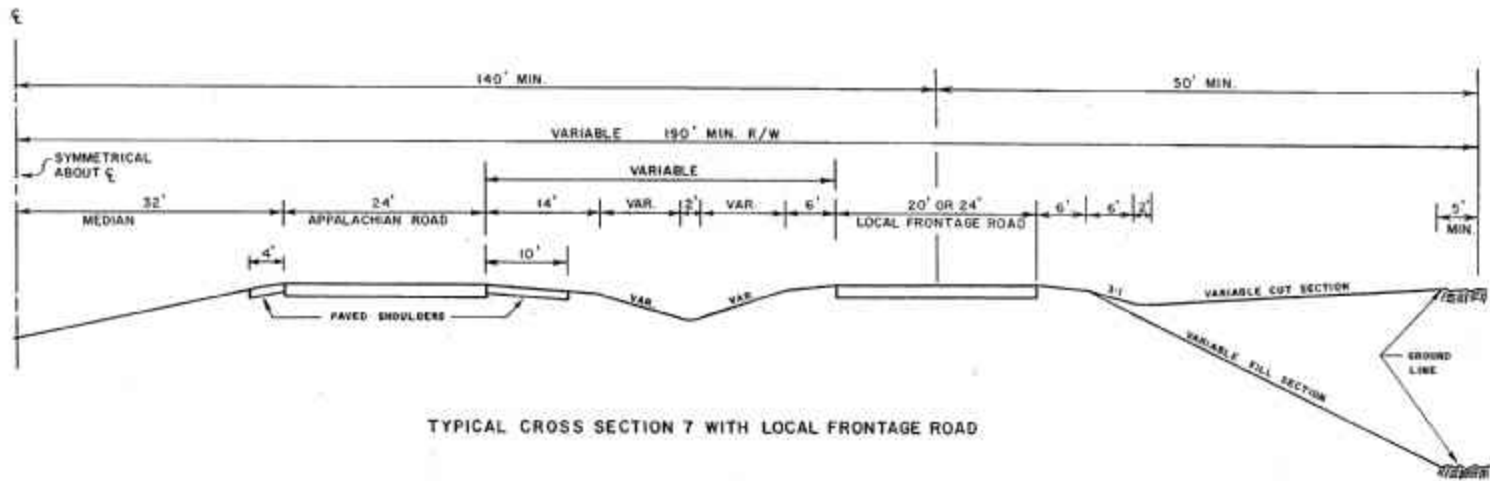 ℄
140' MIN.
50' MIN.
VARIABLE 190' MIN. R/W
SYMMETRICAL
ABOUT ℄
VARIABLE
32'
24'
14'
VAR.
2'
VAR.
6'
20' OR 24'
6'
6'
2'
5'
MEDIAN
APPALACHIAN ROAD
LOCAL FRONTAGE ROAD
MIN.
4'
10'
VAR.
VAR.
3:1
VARIABLE CUT SECTION
PAVED SHOULDERS
VARIABLE FILL SECTION
GROUND
LINE
TYPICAL CROSS SECTION 7 WITH LOCAL FRONTAGE ROAD